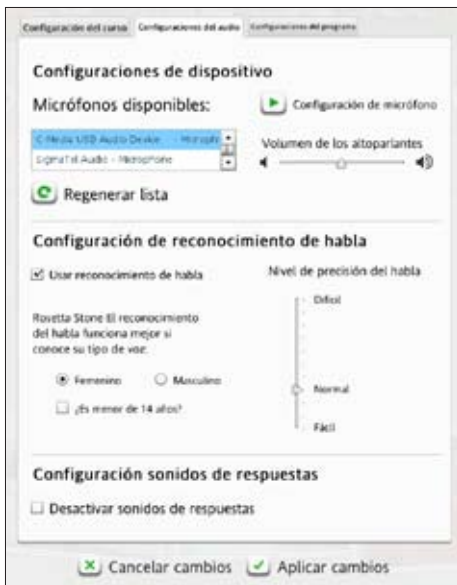 Configuración del curso Configuraciones del audio Configuraciones del programa
Configuraciones de dispositivo
Micrófonos disponibles:
Configuración de micrófono
C-Media USB Audio Device - Microph
SigmaTel Audio - Microphone
Volumen de los altoparlantes
Regenerar lista
Configuración de reconocimiento de habla
Usar reconocimiento de habla
Nivel de precisión del habla
Difícil
Rosetta Stone El reconocimiento
del habla funciona mejor si
conoce su tipo de voz:
Femenino Masculino
Normal
¿Es menor de 14 años?
Fácil
Configuración sonidos de respuestas
Desactivar sonidos de respuestas
Cancelar cambios Aplicar cambios